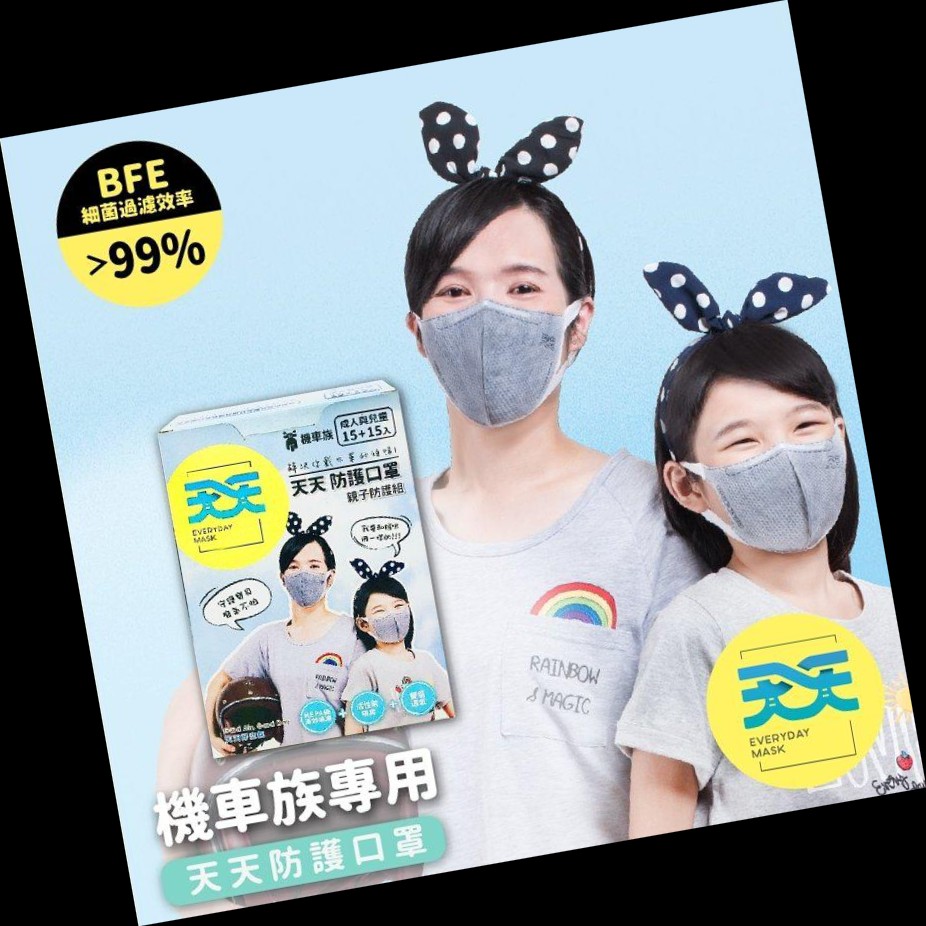 BFE
細菌過濾效率
>99%
機車族
成人與兒童
15+15入
天天 防護口罩
親子防護組
EVERYDAY
MASK
RAINBOW
& MAGIC
EVERYDAY
MASK
機車族專用
天天防護口罩